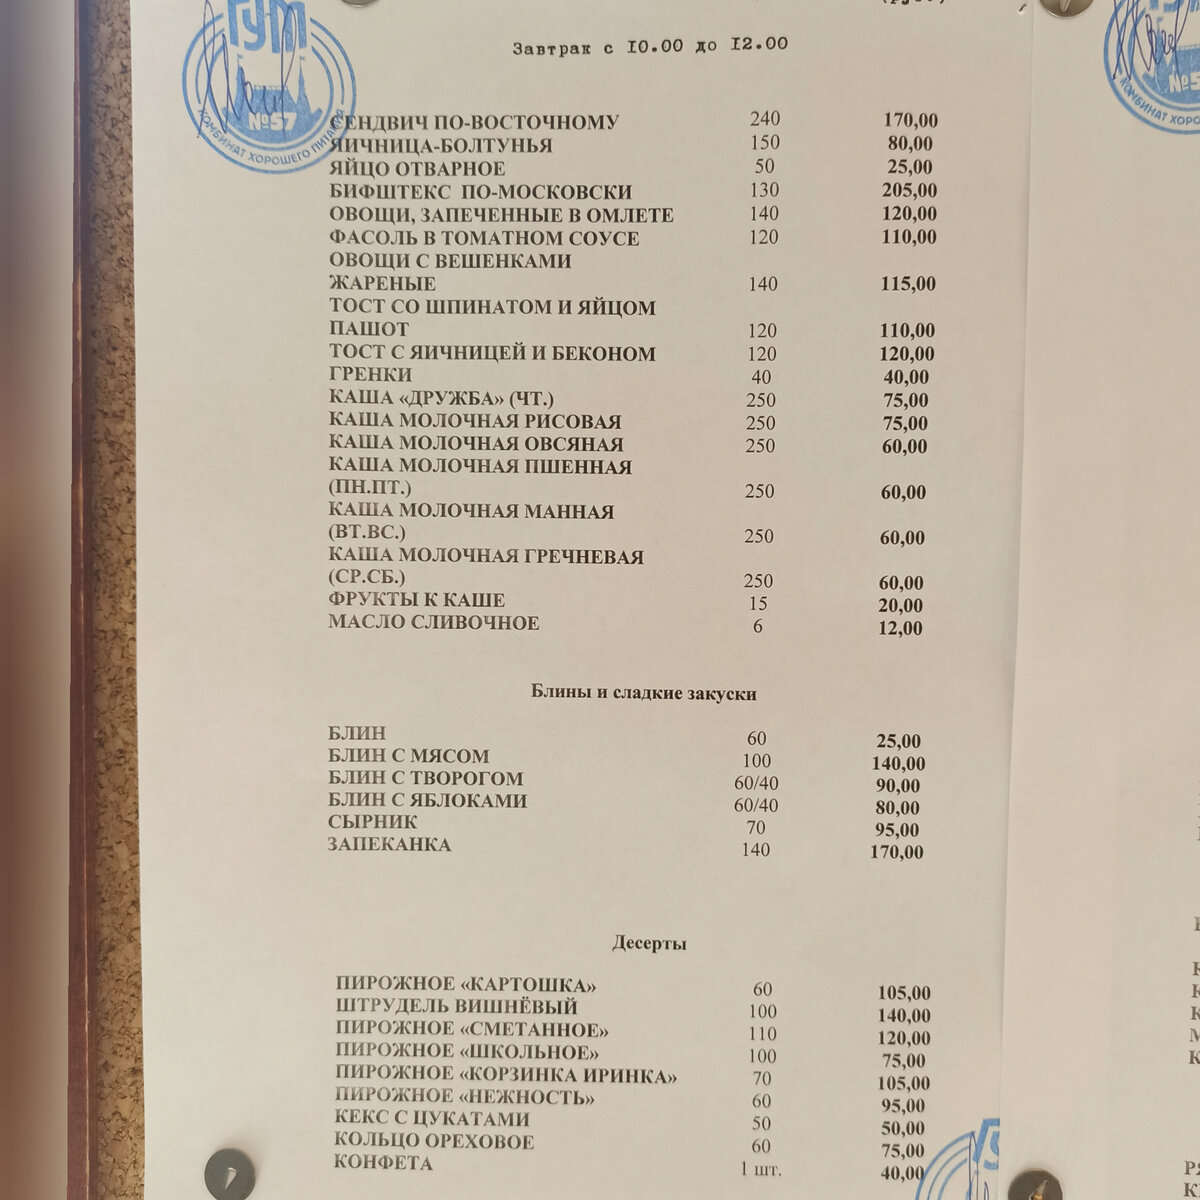 ГУМ
№57
КОМБИНАТ ХОРОШЕГО ПИТАНИЯ
Завтрак с 10.00 до 12.00
СЕНДВИЧ ПО-ВОСТОЧНОМУ 240 170,00
ЯИЧНИЦА-БОЛТУНЬЯ 150 80,00
ЯЙЦО ОТВАРНОЕ 50 25,00
БИФШТЕКС ПО-МОСКОВСКИ 130 205,00
ОВОЩИ, ЗАПЕЧЕННЫЕ В ОМЛЕТЕ 140 120,00
ФАСОЛЬ В ТОМАТНОМ СОУСЕ 120 110,00
ОВОЩИ С ВЕШЕНКАМИ
ЖАРЕНЫЕ 140 115,00
ТОСТ СО ШПИНАТОМ И ЯЙЦОМ
ПАШОТ 120 110,00
ТОСТ С ЯИЧНИЦЕЙ И БЕКОНОМ 120 120,00
ГРЕНКИ 40 40,00
КАША «ДРУЖБА» (ЧТ.) 250 75,00
КАША МОЛОЧНАЯ РИСОВАЯ 250 75,00
КАША МОЛОЧНАЯ ОВСЯНАЯ 250 60,00
КАША МОЛОЧНАЯ ПШЕННАЯ
(ПН.ПТ.) 250 60,00
КАША МОЛОЧНАЯ МАННАЯ
(ВТ.ВС.) 250 60,00
КАША МОЛОЧНАЯ ГРЕЧНЕВАЯ
(СР.СБ.) 250 60,00
ФРУКТЫ К КАШЕ 15 20,00
МАСЛО СЛИВОЧНОЕ 6 12,00
Блины и сладкие закуски
БЛИН 60 25,00
БЛИН С МЯСОМ 100 140,00
БЛИН С ТВОРОГОМ 60/40 90,00
БЛИН С ЯБЛОКАМИ 60/40 80,00
СЫРНИК 70 95,00
ЗАПЕКАНКА 140 170,00
Десерты
ПИРОЖНОЕ «КАРТОШКА» 60 105,00
ШТРУДЕЛЬ ВИШНЁВЫЙ 100 140,00
ПИРОЖНОЕ «СМЕТАННОЕ» 110 120,00
ПИРОЖНОЕ «ШКОЛЬНОЕ» 100 75,00
ПИРОЖНОЕ «КОРЗИНКА ИРИНКА» 70 105,00
ПИРОЖНОЕ «НЕЖНОСТЬ» 60 95,00
КЕКС С ЦУКАТАМИ 50 50,00
КОЛЬЦО ОРЕХОВОЕ 60 75,00
КОНФЕТА 1 шт. 40,00